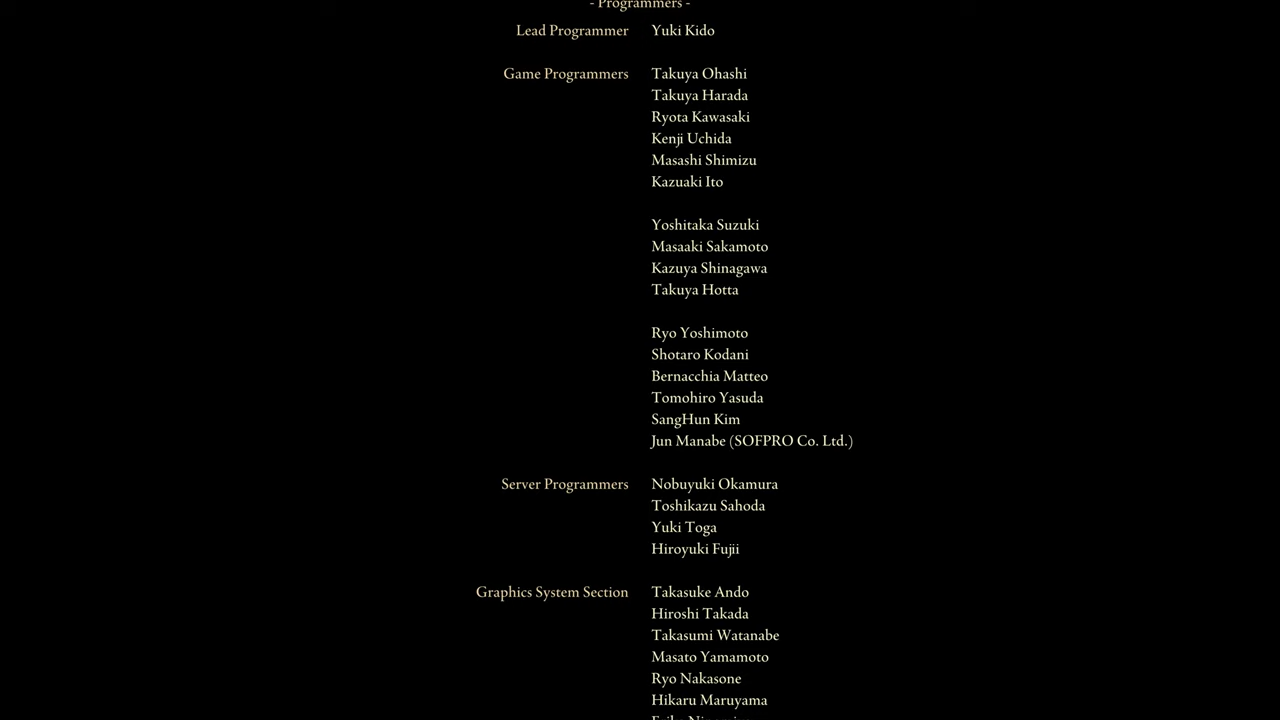 - Programmers -
Lead Programmer Yuki Kido
Game Programmers Takuya Ohashi
Takuya Harada
Ryota Kawasaki
Kenji Uchida
Masashi Shimizu
Kazuaki Ito
Yoshitaka Suzuki
Masaaki Sakamoto
Kazuya Shinagawa
Takuya Hotta
Ryo Yoshimoto
Shotaro Kodani
Bernacchia Matteo
Tomohiro Yasuda
SangHun Kim
Jun Manabe (SOFPRO Co. Ltd.)
Server Programmers Nobuyuki Okamura
Toshikazu Sahoda
Yuki Toga
Hiroyuki Fujii
Graphics System Section Takasuke Ando
Hiroshi Takada
Takasumi Watanabe
Masato Yamamoto
Ryo Nakasone
Hikaru Maruyama